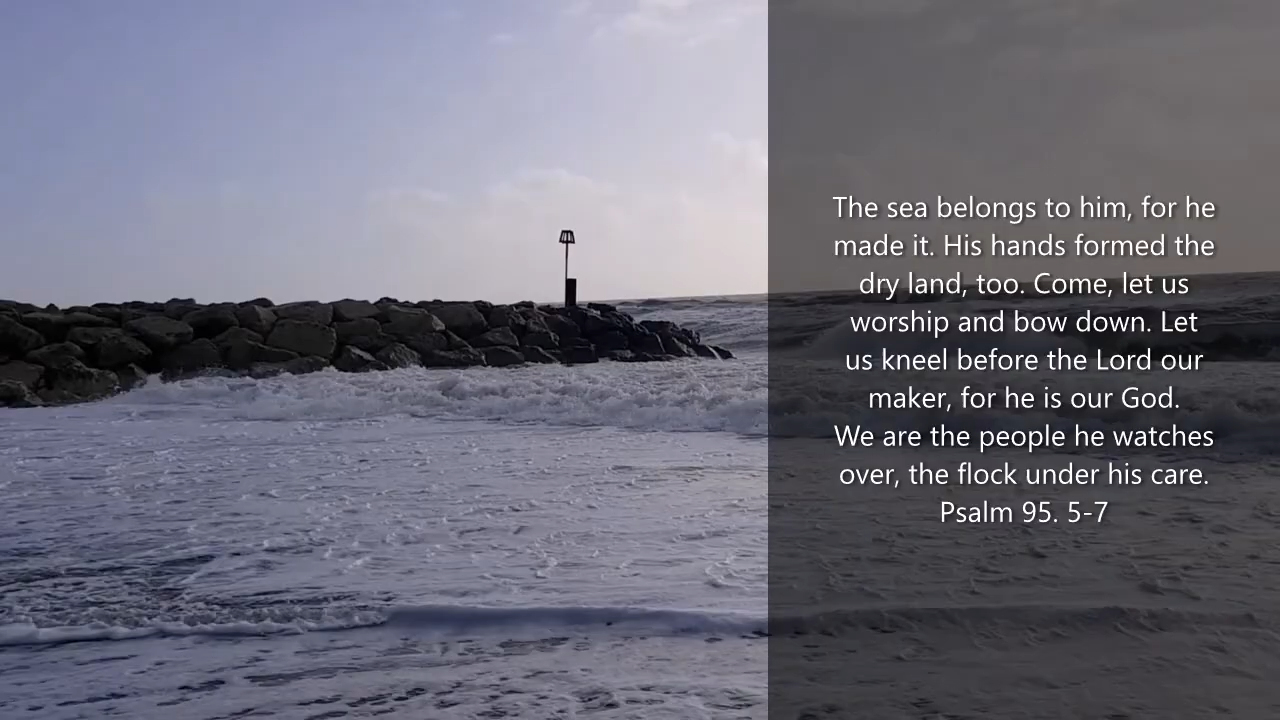 The sea belongs to him, for he
made it. His hands formed the
dry land, too. Come, let us
worship and bow down. Let
us kneel before the Lord our
maker, for he is our God.
We are the people he watches
over, the flock under his care.
Psalm 95. 5-7